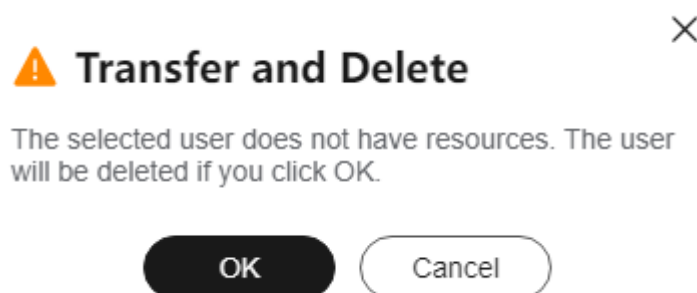 Transfer and Delete
The selected user does not have resources. The user
will be deleted if you click OK.
OK
Cancel